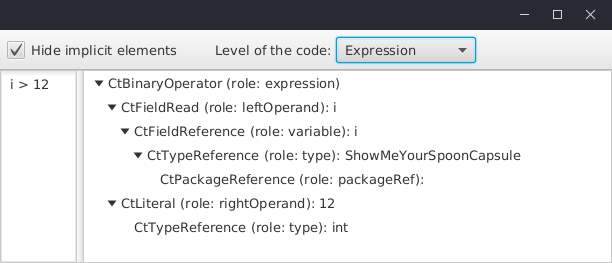 Hide implicit elements Level of the code: Expression
i > 12
CtBinaryOperator (role: expression)
CtFieldRead (role: leftOperand): i
CtFieldReference (role: variable): i
CtTypeReference (role: type): ShowMeYourSpoonCapsule
CtPackageReference (role: packageRef):
CtLiteral (role: rightOperand): 12
CtTypeReference (role: type): int